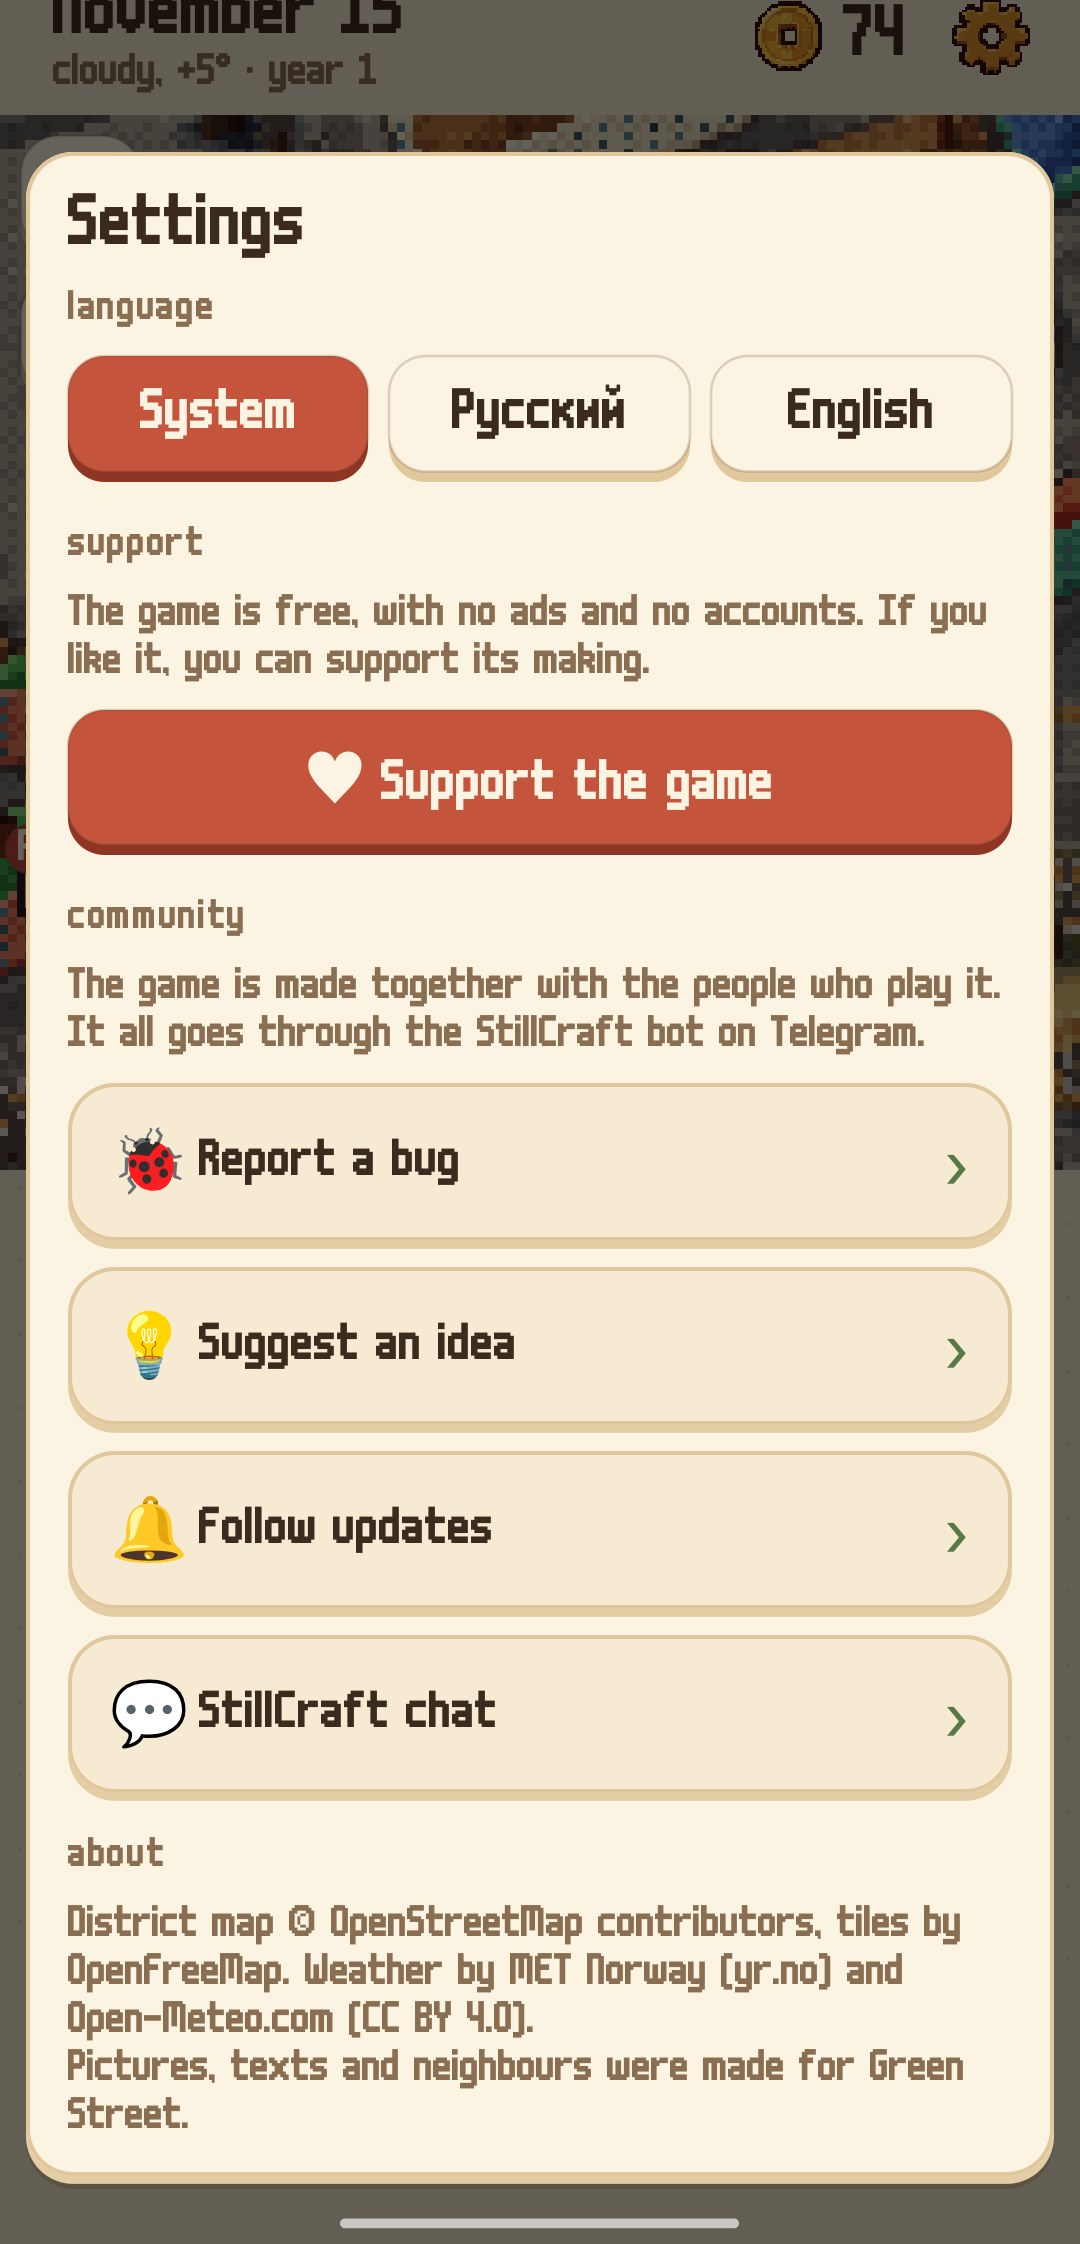 november 15
cloudy, +5° · year 1
74
Settings
language
System
Русский
English
support
The game is free, with no ads and no accounts. If you
like it, you can support its making.
♥ Support the game
community
The game is made together with the people who play it.
It all goes through the StillCraft bot on Telegram.
Report a bug
Suggest an idea
Follow updates
StillCraft chat
about
District map © OpenStreetMap contributors, tiles by
OpenFreeMap. Weather by MET Norway (yr.no) and
Open-Meteo.com (CC BY 4.0).
Pictures, texts and neighbours were made for Green
Street.